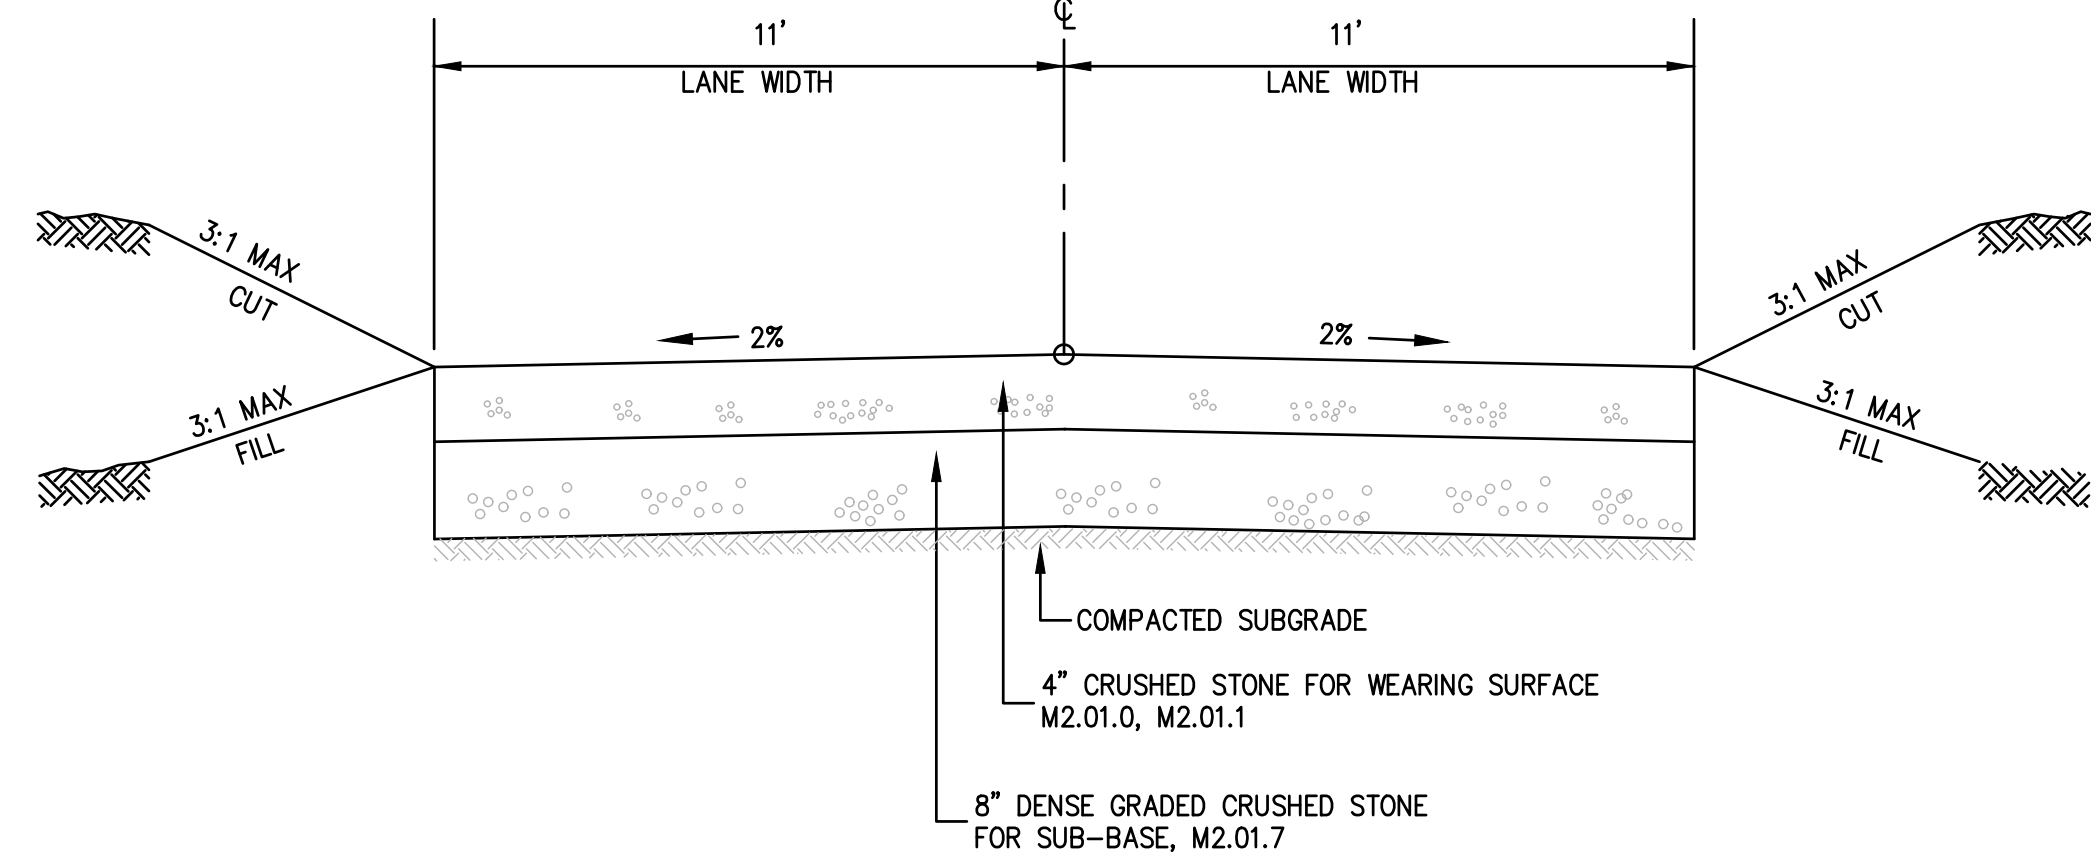 ℄
11' 11'
LANE WIDTH LANE WIDTH
3:1 MAX 3:1 MAX
CUT CUT
2% 2%
3:1 MAX 3:1 MAX
FILL FILL
COMPACTED SUBGRADE
4" CRUSHED STONE FOR WEARING SURFACE
M2.01.0, M2.01.1
8" DENSE GRADED CRUSHED STONE
FOR SUB-BASE, M2.01.7